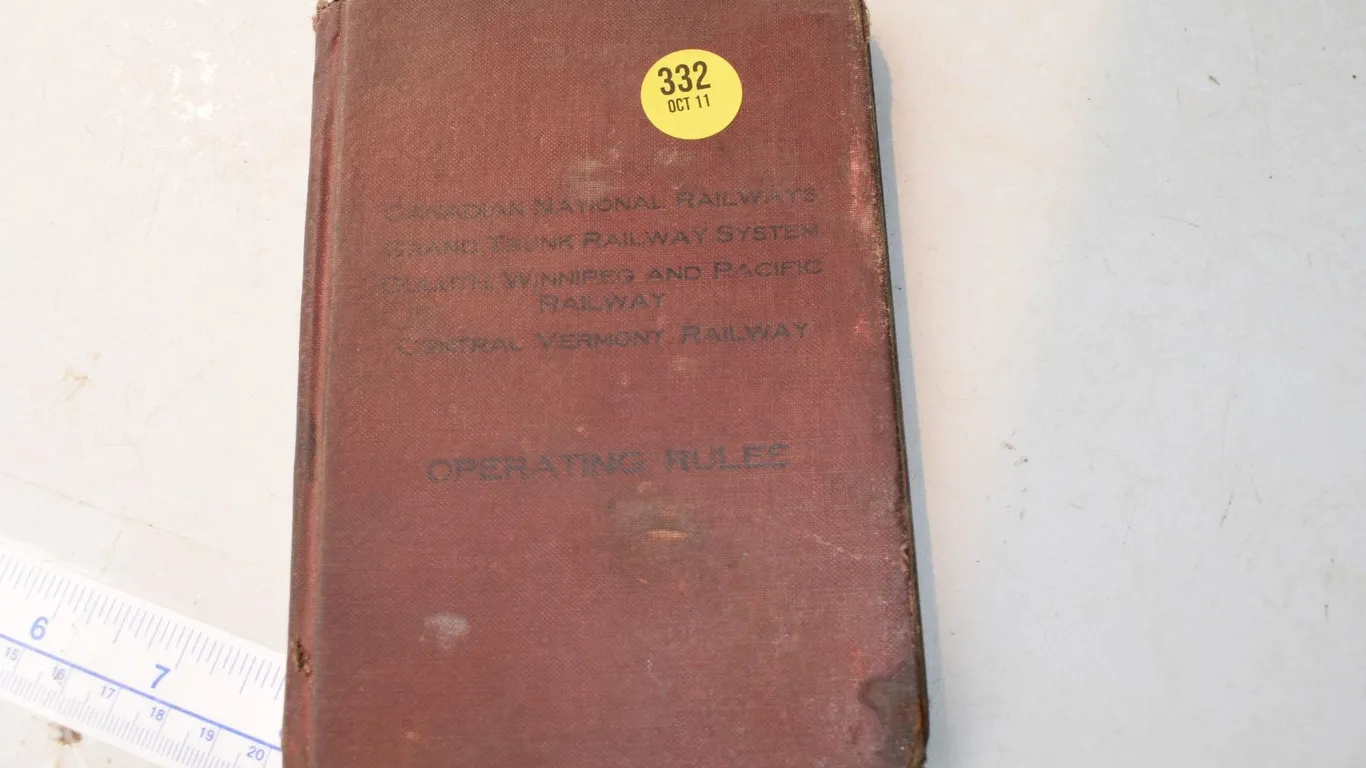 332
OCT 11
CANADIAN NATIONAL RAILWAYS
GRAND TRUNK RAILWAY SYSTEM
DULUTH, WINNIPEG AND PACIFIC
RAILWAY
CENTRAL VERMONT RAILWAY
OPERATING RULES
6
7
15
16
17
18
19
20